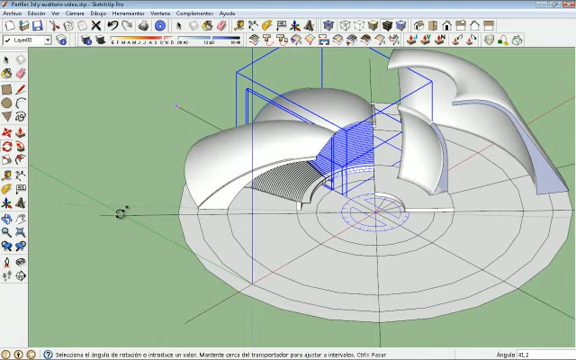 Perfiles 3d y auditorio video.skp - SketchUp Pro
Archivo Edición Ver Cámara Dibujo Herramientas Ventana Complementos Ayuda
Layer00
E F M A M J J A S O N D
Selecciona el ángulo de rotación o introduce un valor. Mantente cerca del transportador para ajustar a intervalos. Ctrl= Pasar
Ángulo 41,2